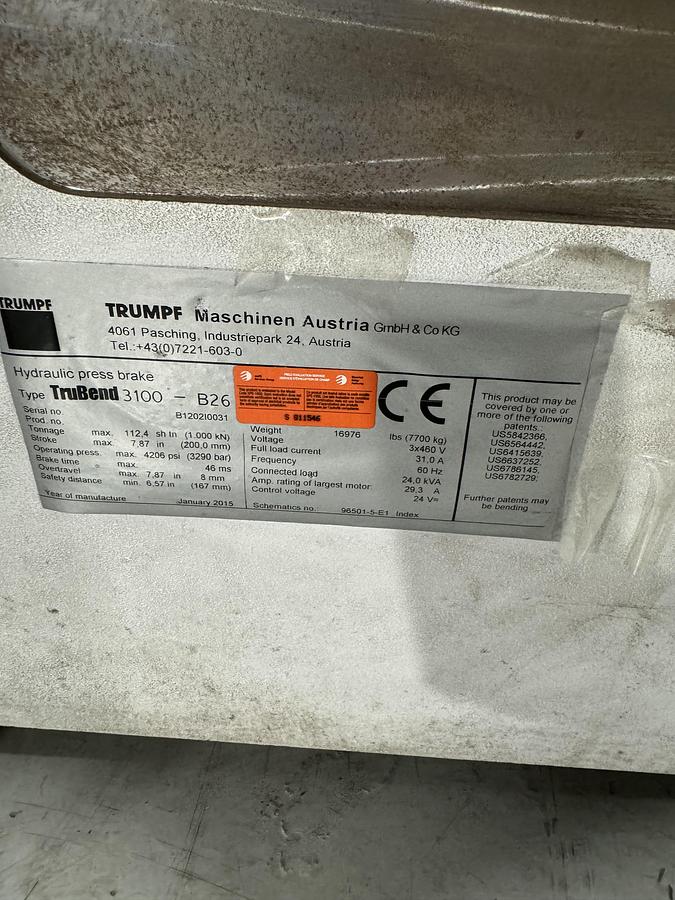 TRUMPF
TRUMPF Maschinen Austria GmbH & Co KG
4061 Pasching, Industriepark 24, Austria
Tel.:+43(0)7221-603-0
Hydraulic press brake
Type TruBend 3100 - B26
Serial no.
Prod. no. B1202I0031
Tonnage max. 112,4 sh tn (1.000 kN)
Stroke max. 7,87 in (200,0 mm)
Operating press. max. 4206 psi (3290 bar)
Brake time max. 46 ms
Overtravel max. 7,87 in 8 mm
Safety distance min. 6,57 in (167 mm)
Year of manufacture January 2015
FIELD EVALUATION SERVICE
S 011546
CE
Weight 16976 lbs (7700 kg)
Voltage 3x460 V
Full load current 31,0 A
Frequency 60 Hz
Connected load 24,0 kVA
Amp. rating of largest motor: 29,3 A
Control voltage 24 V=
Schematics no.: 96501-5-E1 Index
This product may be
covered by one or
more of the following
patents.:
US5842366,
US6564442,
US6415639,
US6637252,
US6786145,
US6782729;
Further patents may
be bending